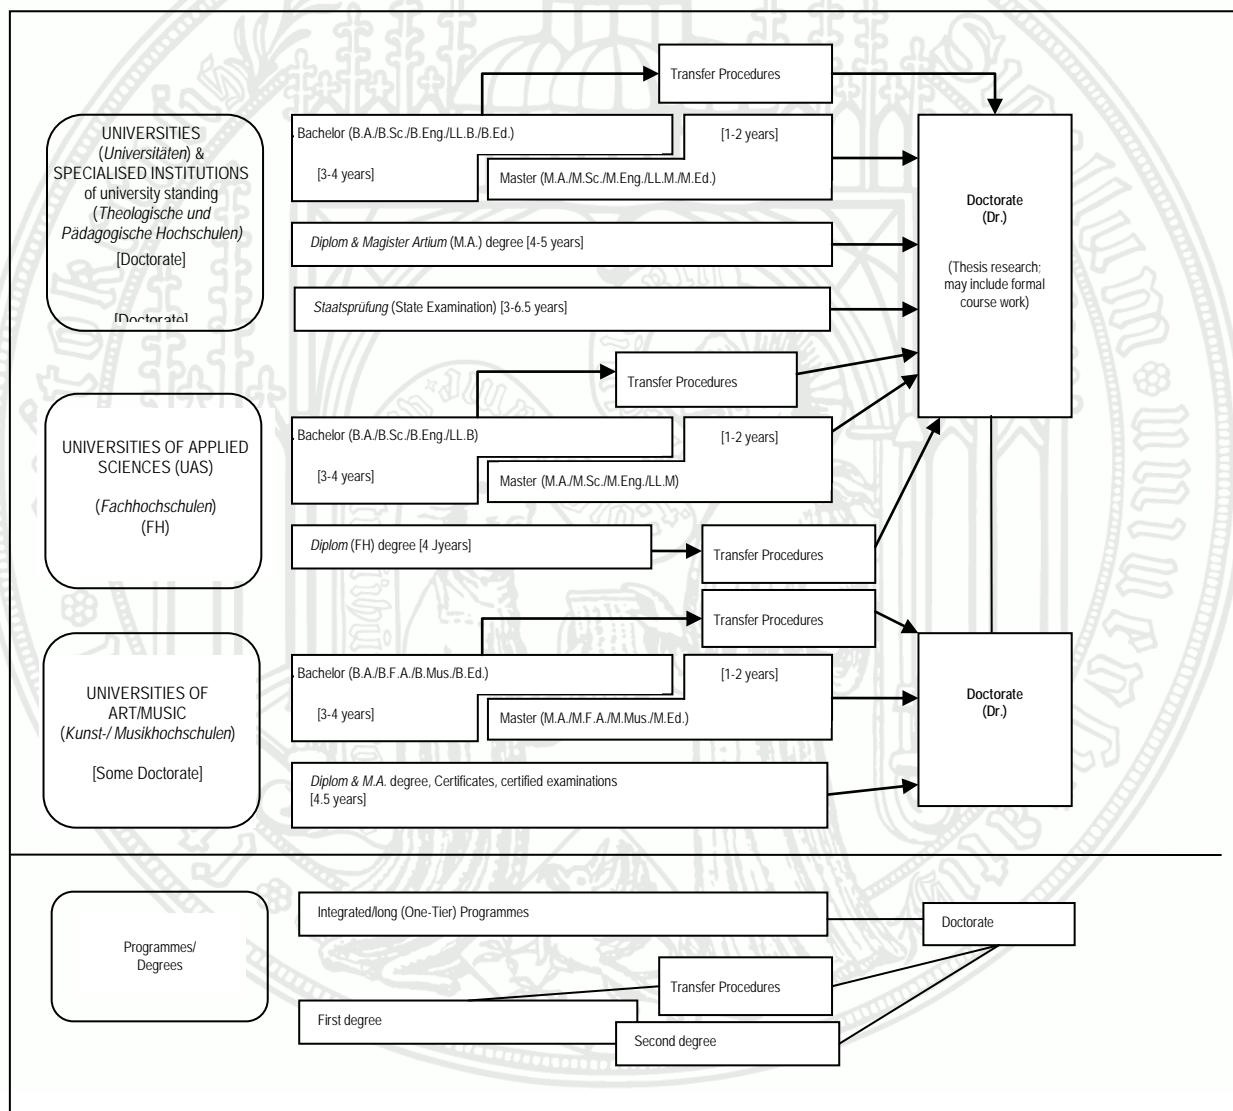 Transfer Procedures
UNIVERSITIES
(Universitäten) &
SPECIALISED INSTITUTIONS
of university standing
(Theologische und
Pädagogische Hochschulen)
[Doctorate]
[Doctorate]
Bachelor (B.A./B.Sc./B.Eng./LL.B./B.Ed.)
[3-4 years]
[1-2 years]
Master (M.A./M.Sc./M.Eng./LL.M./M.Ed.)
Diplom & Magister Artium (M.A.) degree [4-5 years]
Staatsprüfung (State Examination) [3-6.5 years]
Doctorate
(Dr.)
(Thesis research;
may include formal
course work)
Transfer Procedures
UNIVERSITIES OF APPLIED
SCIENCES (UAS)
(Fachhochschulen)
(FH)
Bachelor (B.A./B.Sc./B.Eng./LL.B)
[3-4 years]
[1-2 years]
Master (M.A./M.Sc./M.Eng./LL.M)
Diplom (FH) degree [4 Jyears]
Transfer Procedures
Transfer Procedures
UNIVERSITIES OF
ART/MUSIC
(Kunst-/ Musikhochschulen)
[Some Doctorate]
Bachelor (B.A./B.F.A./B.Mus./B.Ed.)
[3-4 years]
[1-2 years]
Master (M.A./M.F.A./M.Mus./M.Ed.)
Diplom & M.A. degree, Certificates, certified examinations
[4.5 years]
Doctorate
(Dr.)
Programmes/
Degrees
Integrated/long (One-Tier) Programmes
Doctorate
Transfer Procedures
First degree
Second degree